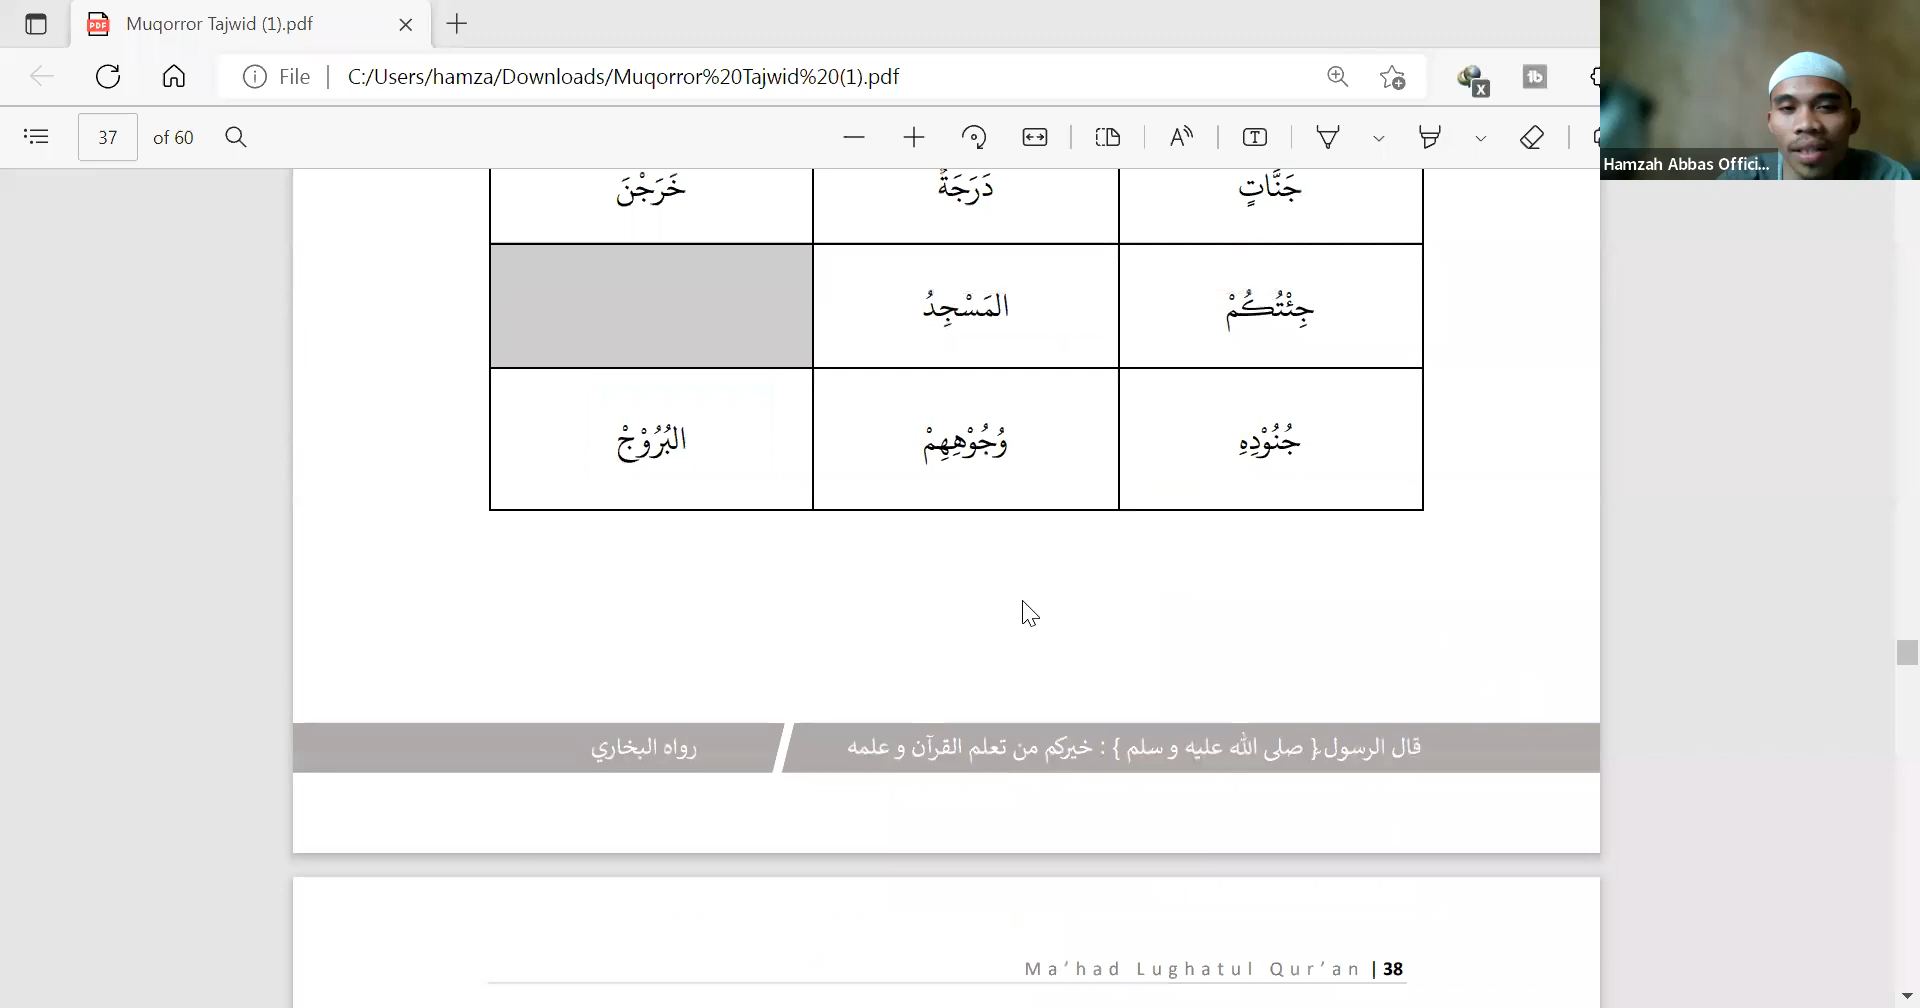 Muqorror Tajwid (1).pdf
File C:/Users/hamza/Downloads/Muqorror%20Tajwid%20(1).pdf
37 of 60
Hamzah Abbas Offici...
جَنَّاتٍ دَرَجَةٌ خَرَجْنَ
جِئْتُكُمْ المَسْجِدُ
جُنُوْدِهِ وُجُوْهِهِمْ البُرُوْجْ
قال الرسول { صلى الله عليه و سلم } : خيركم من تعلم القرآن و علمه رواه البخاري
Ma’had Lughatul Qur’an | 38